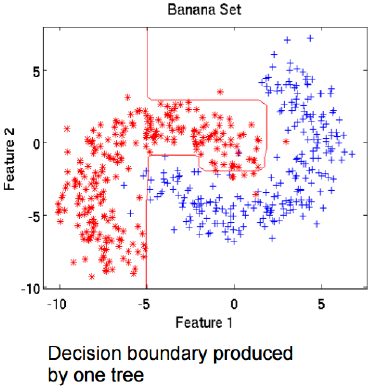 Banana Set
Feature 2
5
0
-5
-10
-10 -5 0 5
Feature 1
Decision boundary produced
by one tree